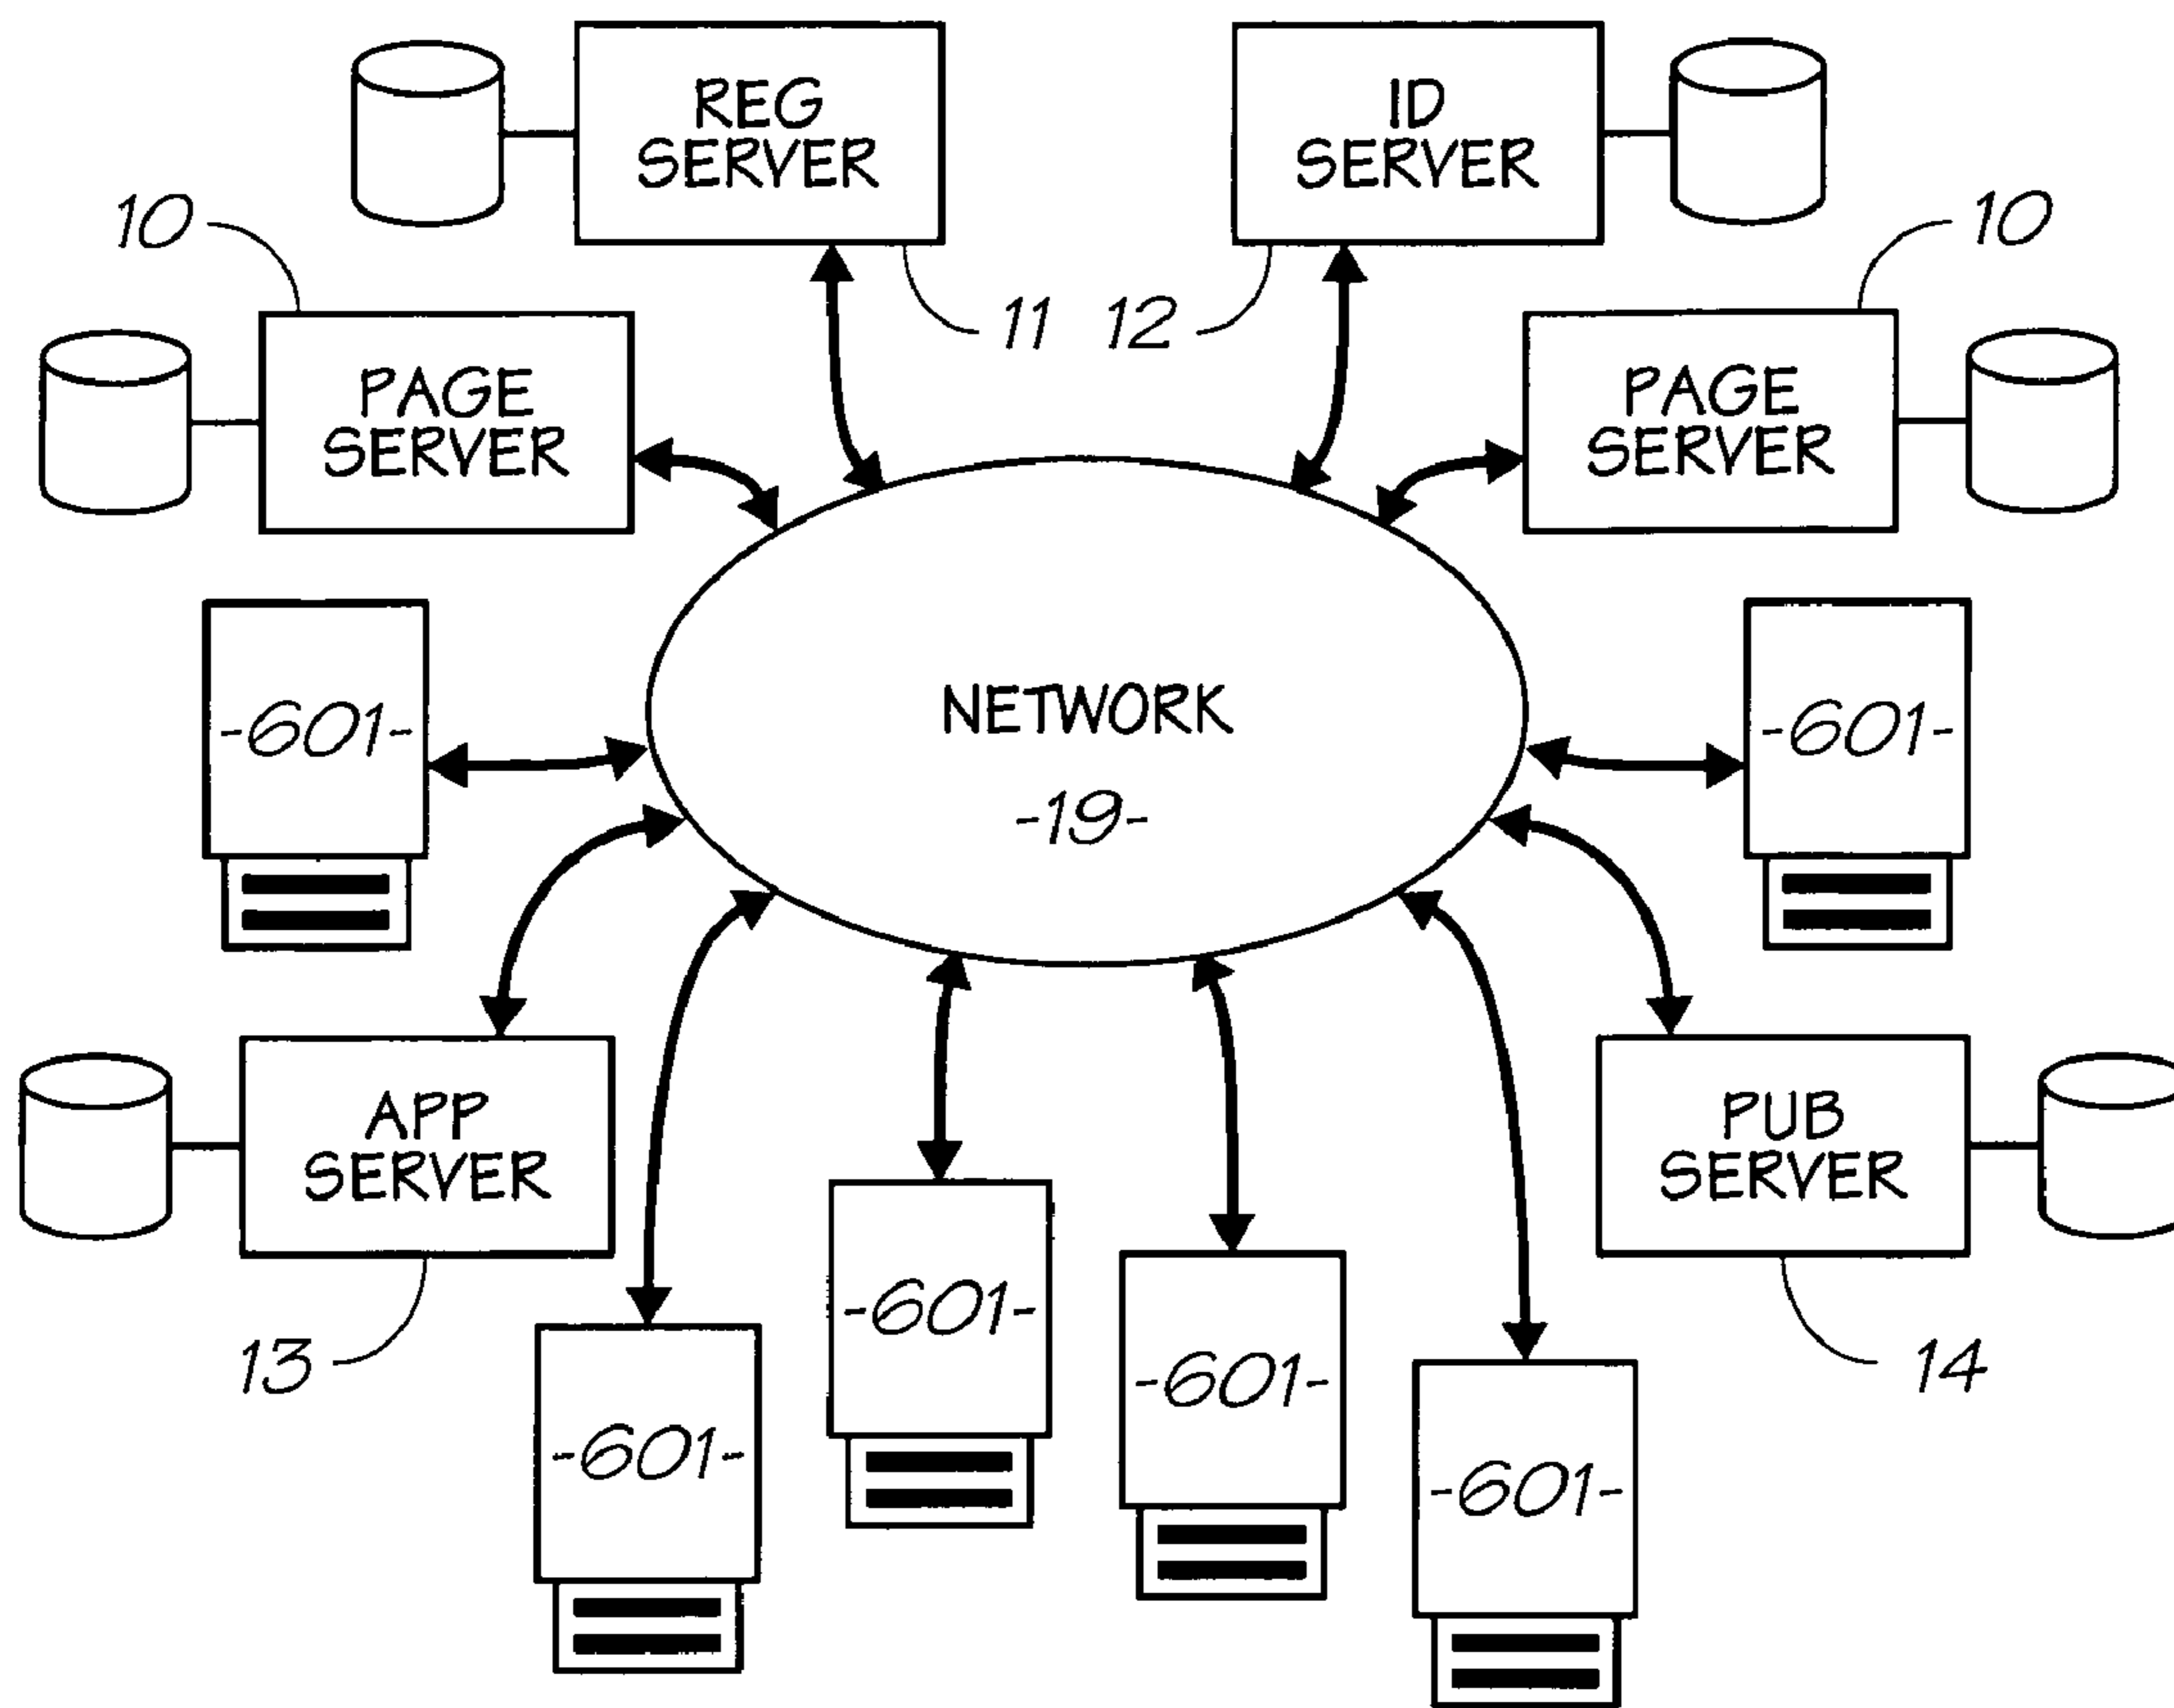 REG
SERVER
ID
SERVER
10
10
11
12
PAGE
SERVER
PAGE
SERVER
-601-
NETWORK
-19-
-601-
APP
SERVER
PUB
SERVER
13
14
-601-
-601-
-601-
-601-